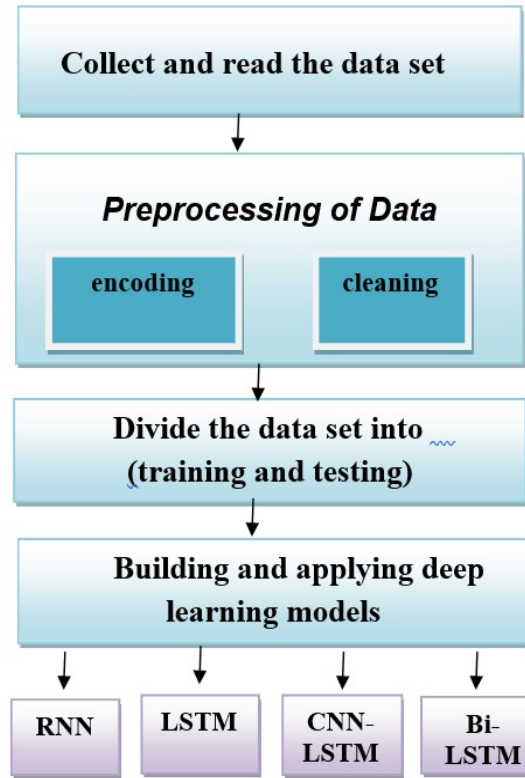 Collect and read the data set
Preprocessing of Data
encoding
cleaning
Divide the data set into
(training and testing)
Building and applying deep
learning models
RNN
LSTM
CNN-
LSTM
Bi-
LSTM